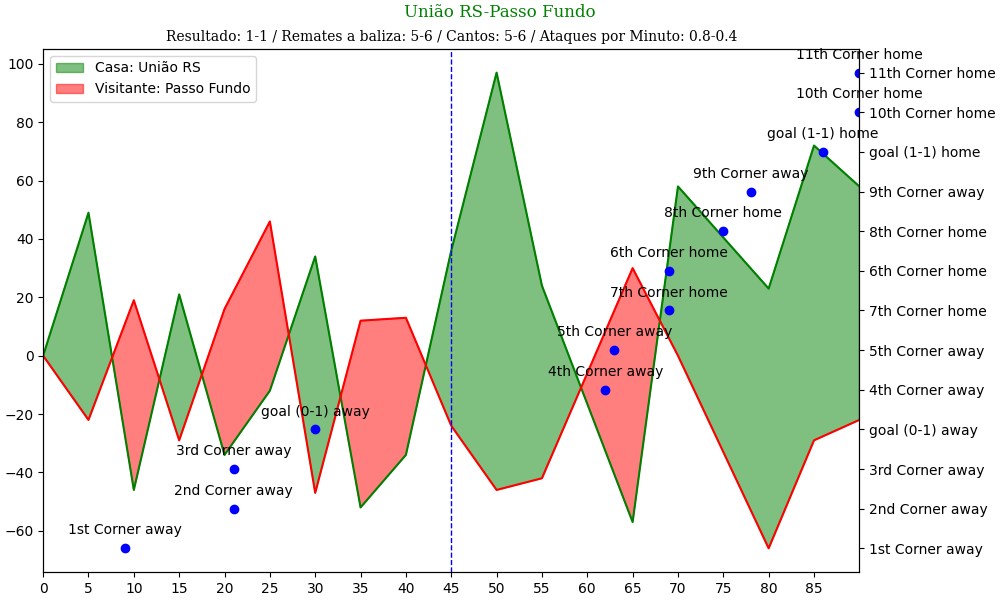 União RS-Passo Fundo
Resultado: 1-1 / Remates a baliza: 5-6 / Cantos: 5-6 / Ataques por Minuto: 0.8-0.4
Casa: União RS
Visitante: Passo Fundo
100
80
60
40
20
0
−20
−40
−60
11th Corner home
10th Corner home
goal (1-1) home
9th Corner away
8th Corner home
6th Corner home
7th Corner home
5th Corner away
4th Corner away
goal (0-1) away
3rd Corner away
2nd Corner away
1st Corner away
11th Corner home
10th Corner home
goal (1-1) home
9th Corner away
8th Corner home
6th Corner home
7th Corner home
5th Corner away
4th Corner away
goal (0-1) away
3rd Corner away
2nd Corner away
1st Corner away
0 5 10 15 20 25 30 35 40 45 50 55 60 65 70 75 80 85